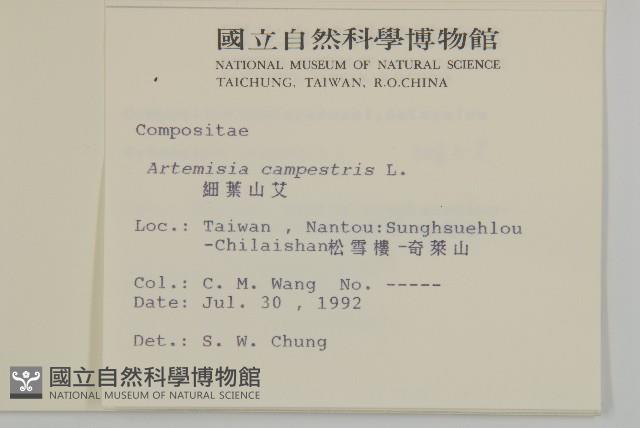 國立自然科學博物館
NATIONAL MUSEUM OF NATURAL SCIENCE
TAICHUNG, TAIWAN, R.O.CHINA
Compositae
Artemisia campestris L.
細葉山艾
Loc.: Taiwan , Nantou:Sunghsuehlou
-Chilaishan松雪樓-奇萊山
Col.: C. M. Wang No. -----
Date: Jul. 30 , 1992
Det.: S. W. Chung
國立自然科學博物館
NATIONAL MUSEUM OF NATURAL SCIENCE